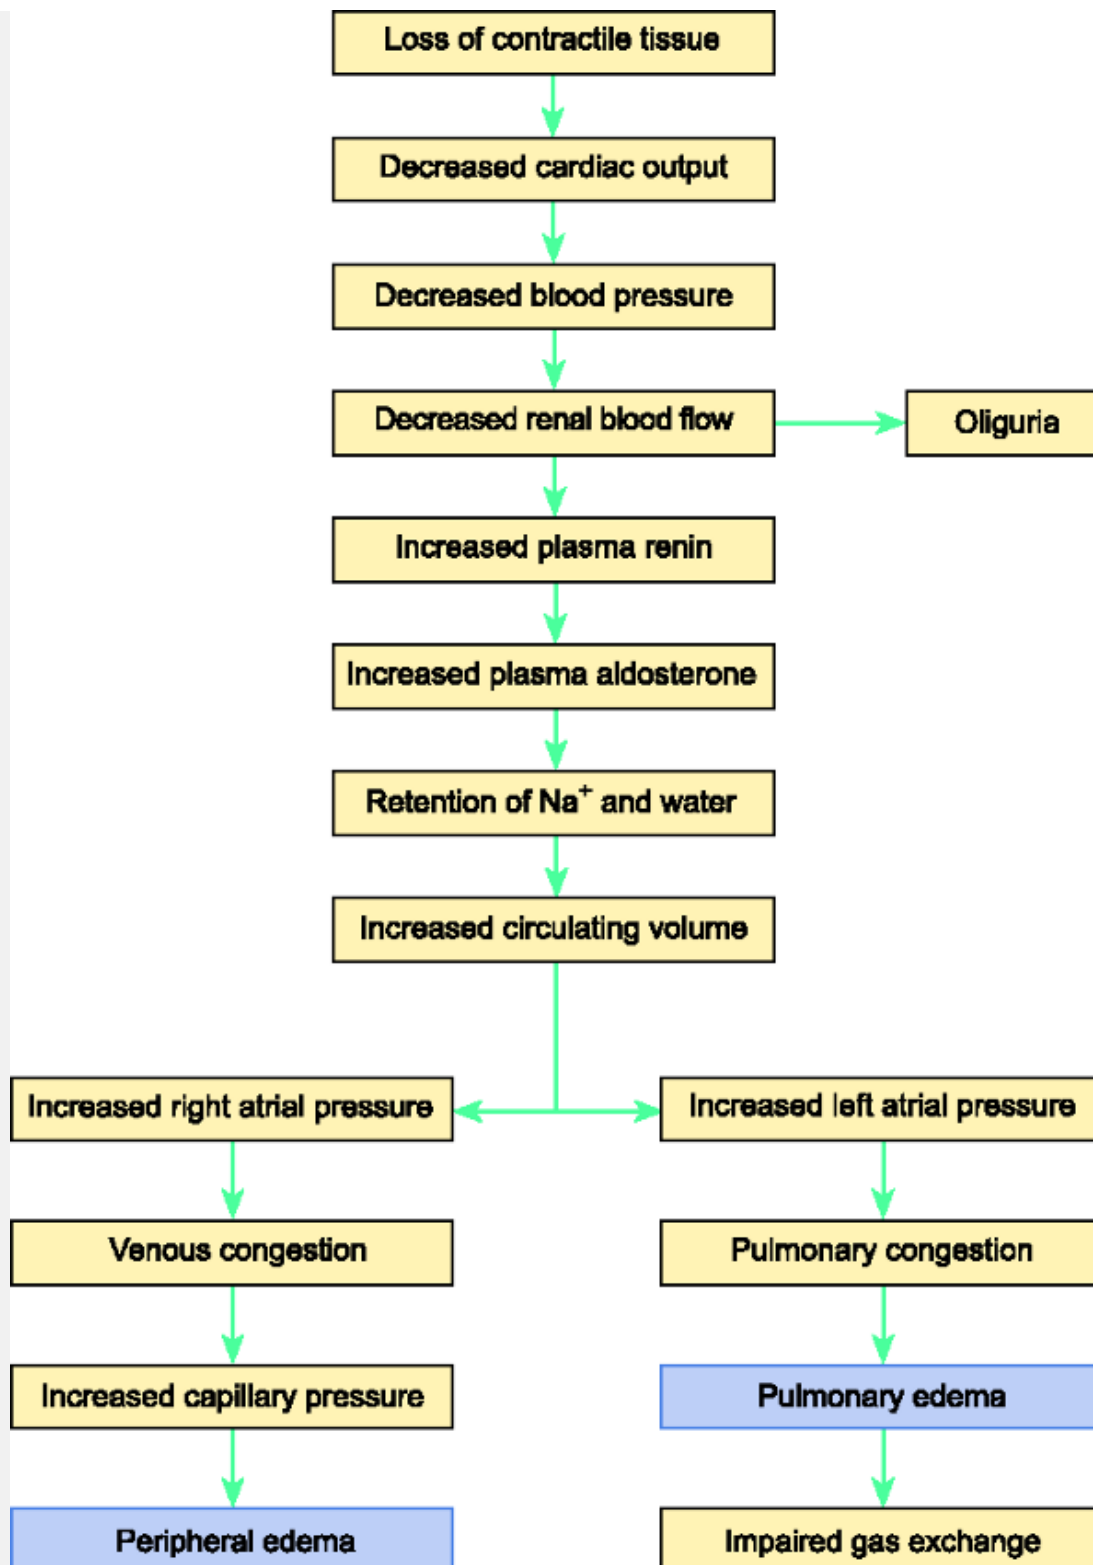 Loss of contractile tissue
Decreased cardiac output
Decreased blood pressure
Decreased renal blood flow
Oliguria
Increased plasma renin
Increased plasma aldosterone
Retention of Na⁺ and water
Increased circulating volume
Increased right atrial pressure
Increased left atrial pressure
Venous congestion
Pulmonary congestion
Increased capillary pressure
Pulmonary edema
Peripheral edema
Impaired gas exchange